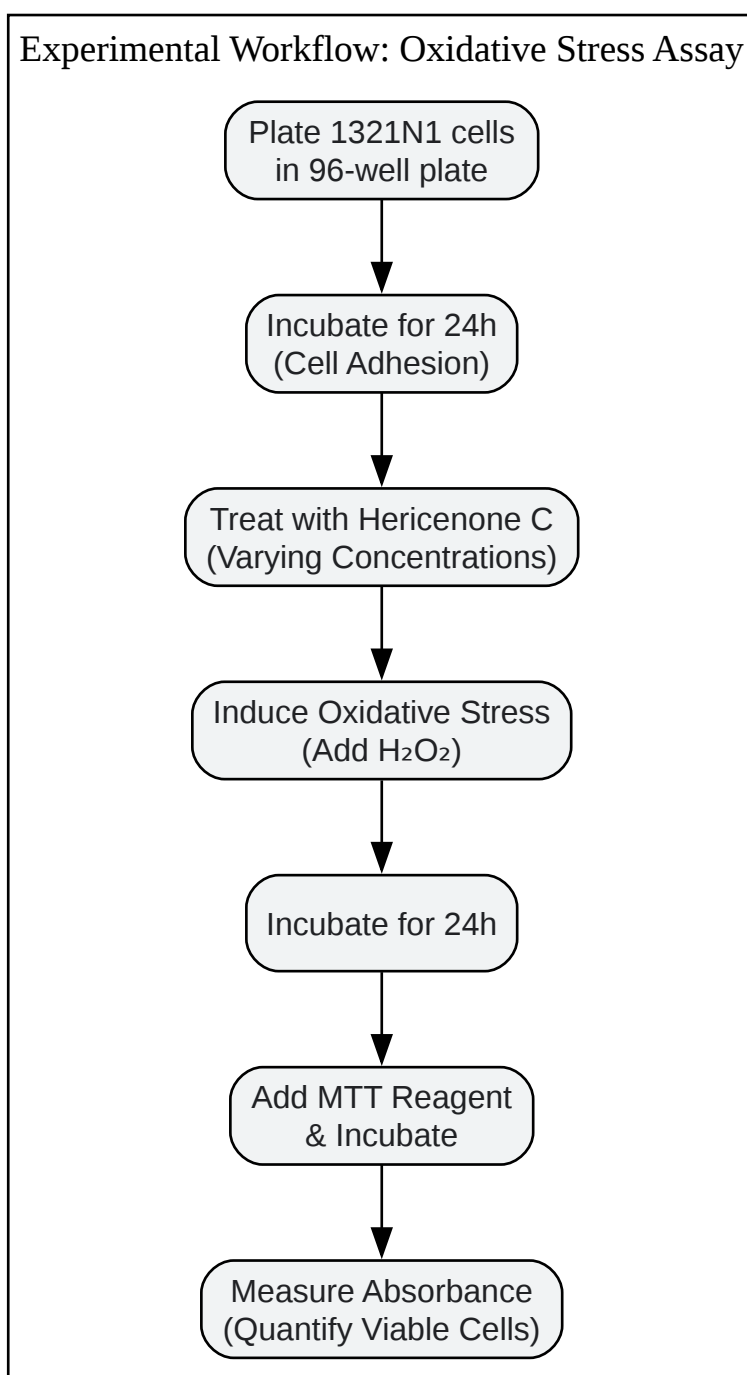 Experimental Workflow: Oxidative Stress Assay
Plate 1321N1 cells
in 96-well plate
Incubate for 24h
(Cell Adhesion)
Treat with Hericenone C
(Varying Concentrations)
Induce Oxidative Stress
(Add H₂O₂)
Incubate for 24h
Add MTT Reagent
& Incubate
Measure Absorbance
(Quantify Viable Cells)